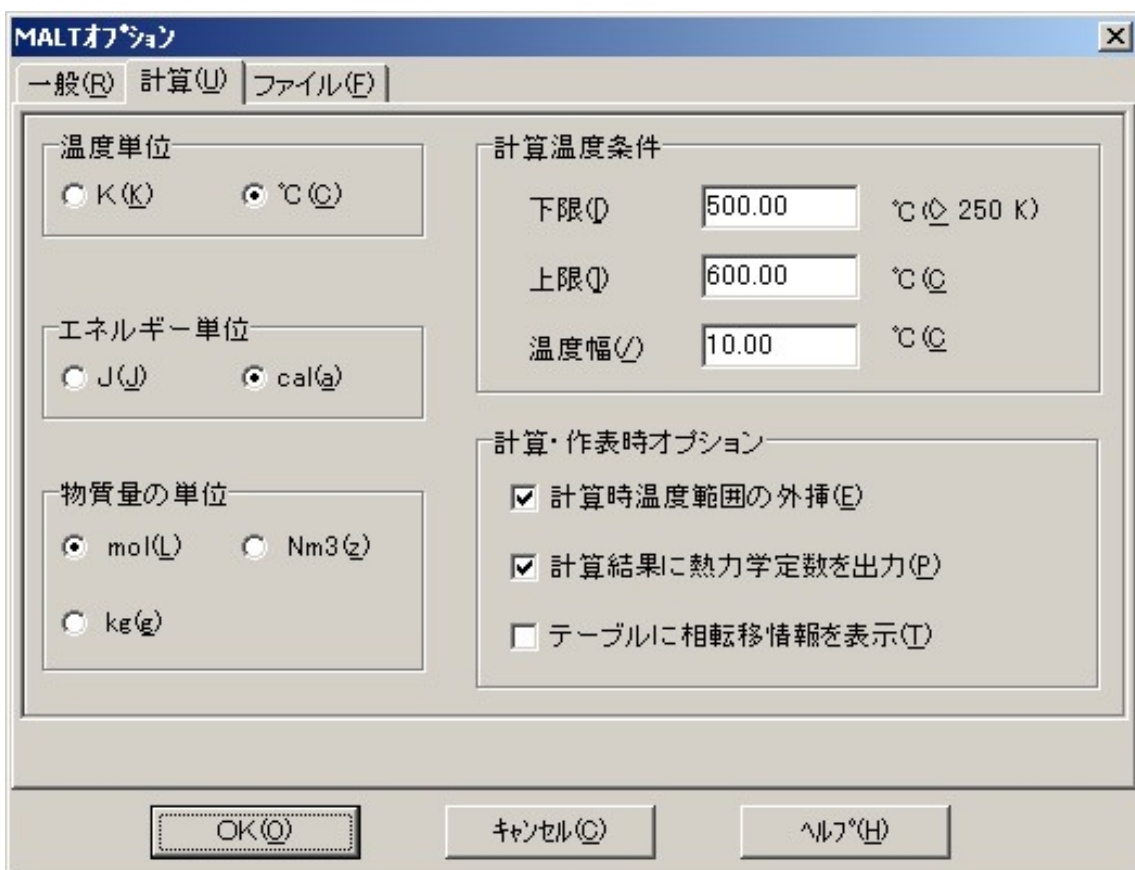 MALTｵﾌﾟｼｮﾝ
一般(R) 計算(U) ファイル(F)
温度単位
K(K) ℃(C)
エネルギー単位
J(J) cal(a)
物質量の単位
mol(L) Nm3(z)
kg(g)
計算温度条件
下限(I) 500.00 ℃(> 250 K)
上限(I) 600.00 ℃(C
温度幅(/) 10.00 ℃(C
計算・作表時オプション
計算時温度範囲の外挿(E)
計算結果に熱力学定数を出力(P)
テーブルに相転移情報を表示(T)
OK(O) ｷｬﾝｾﾙ(C) ﾍﾙﾌﾟ(H)